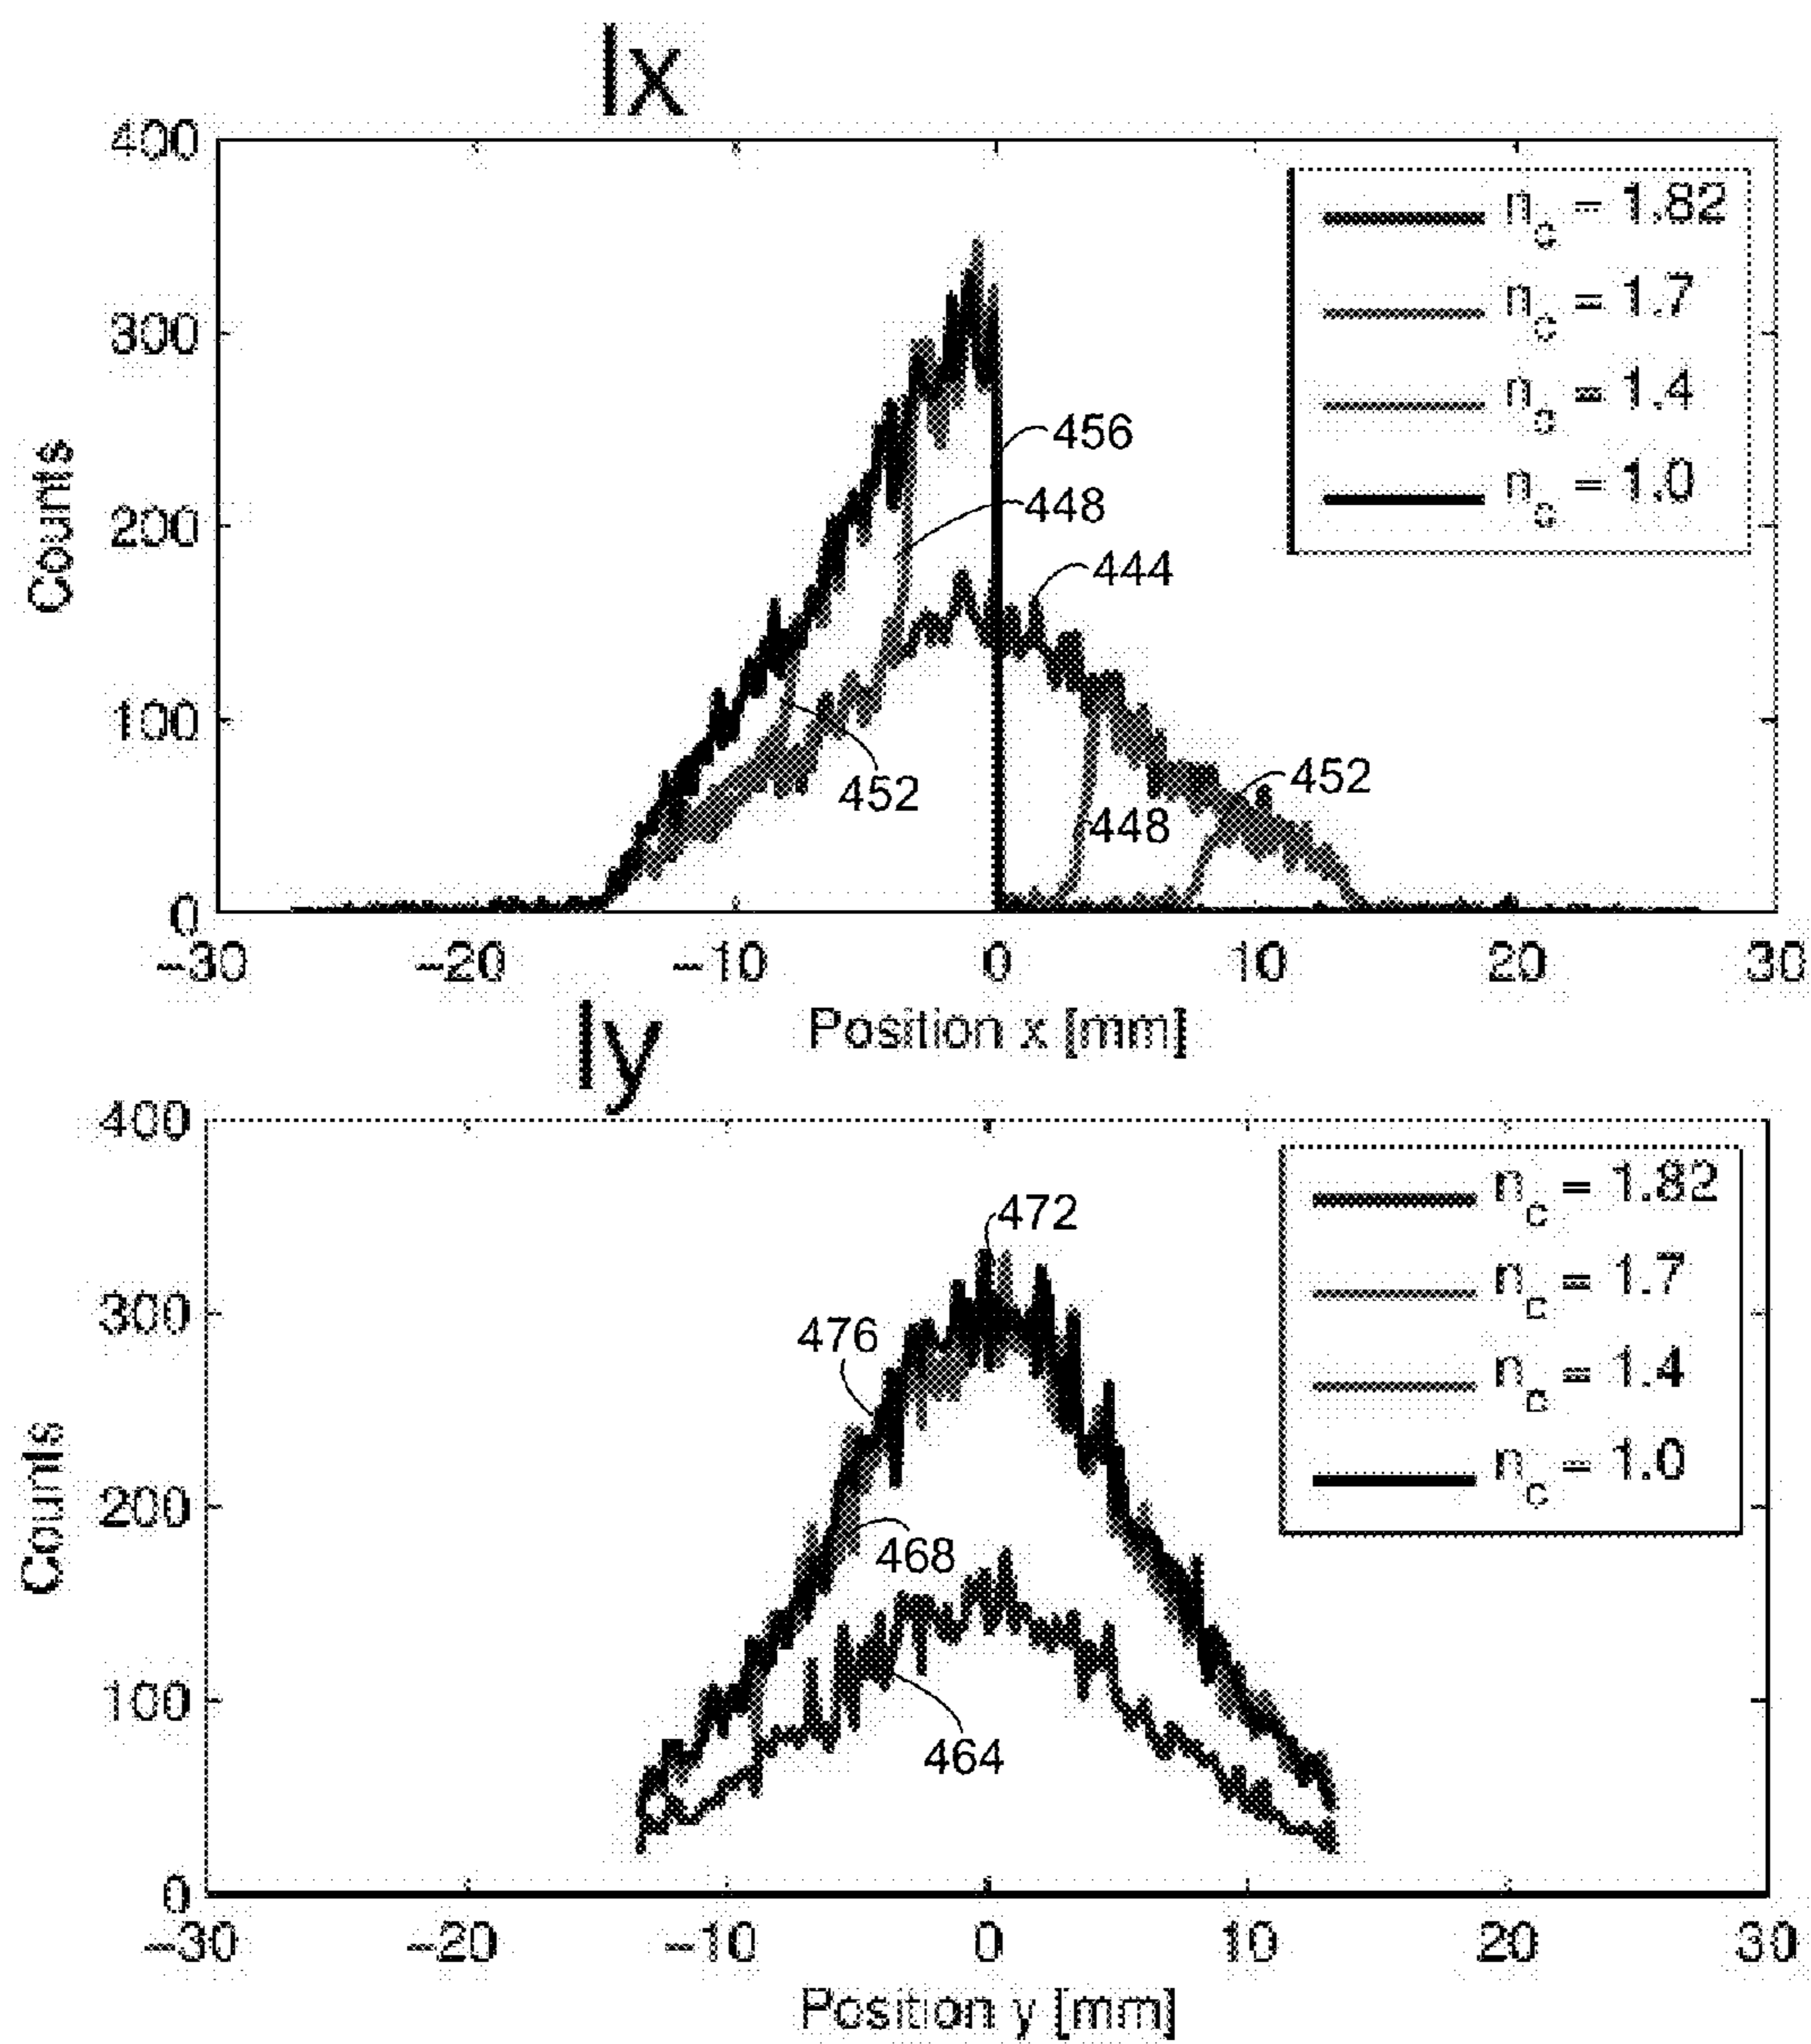 Ix
400
300
200
100
0
Counts
n_c = 1.82
n_c = 1.7
n_c = 1.4
n_c = 1.0
456
448
444
452
452
448
-30 -20 -10 0 10 20 30
Position x [mm]
Iy
400
300
200
100
0
Counts
n_c = 1.82
n_c = 1.7
n_c = 1.4
n_c = 1.0
472
476
468
464
-30 -20 -10 0 10 20 30
Position y [mm]